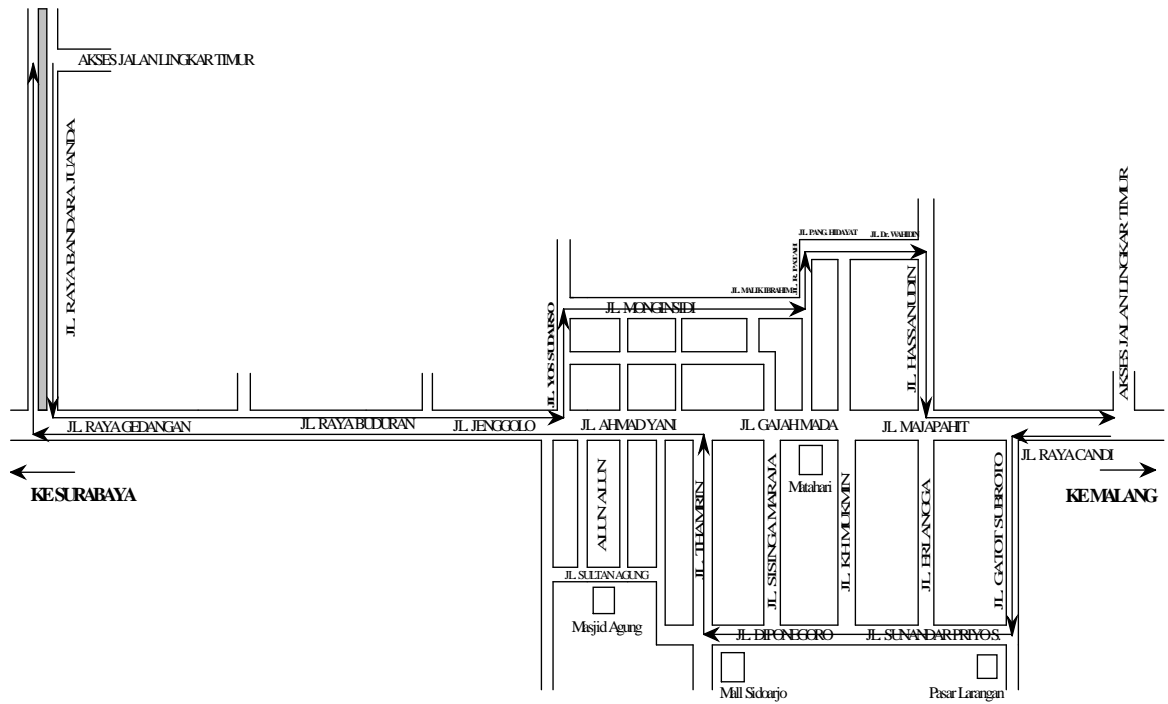 AKSES JALAN LINGKAR TIMUR
JL. RAYA BANDARA JUANDA
JL. PANG. HIDAYAT
JL. Dr. WAHIDIN
AKSES JALAN LINGKAR TIMUR
JL. R. PATAH
JL. MALIK IBRAHIM
JL. MONGINSIDI
JL. HASSANUDIN
JL. YOS SUDARSO
JL. RAYA GEDANGAN
JL. RAYA BUDURAN
JL. JENGGOLO
JL. AHMAD YANI
JL. GAJAH MADA
JL. MAJAPAHIT
JL. RAYA CANDI
KE SURABAYA
KE MALANG
Matahari
ALUN ALUN
JL. THAMRIN
JL. SISINGA MARAJA
JL. KH MUKMIN
JL. ERLANGGA
JL. GATOT SUBROTO
JL. SULTAN AGUNG
Masjid Agung
JL. DIPONEGORO
JL. SUNANDAR PRIYO S.
Mall Sidoarjo
Pasar Larangan